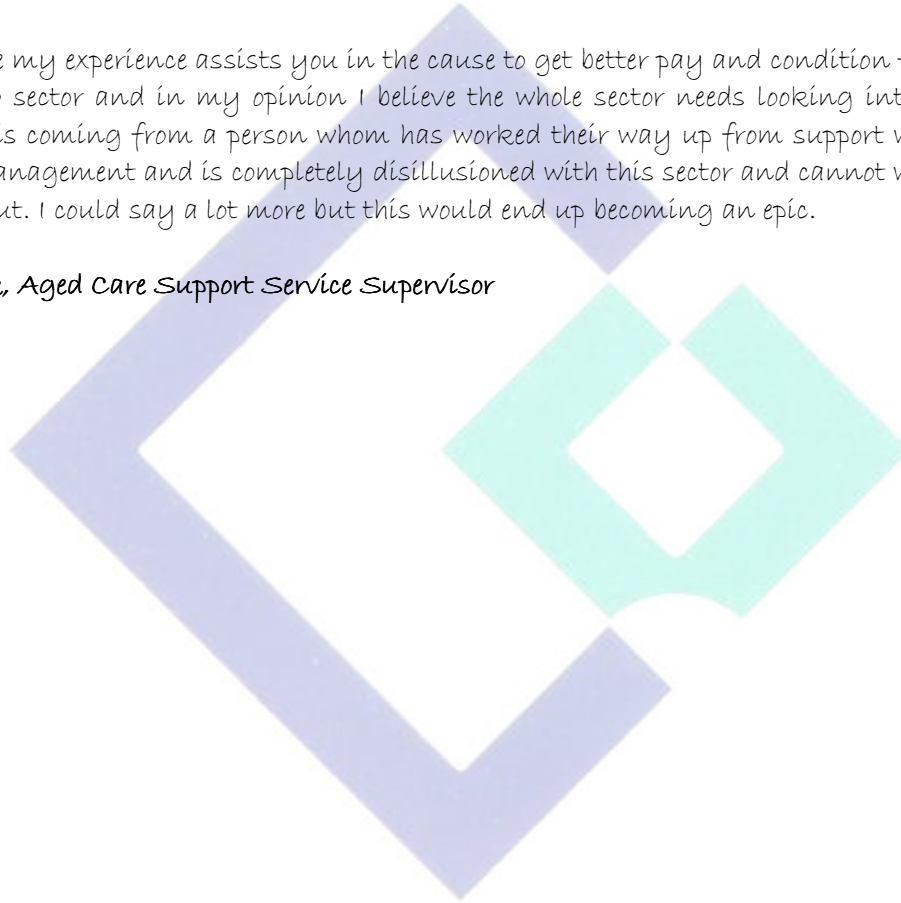 my experience assists you in the cause to get better pay and condition
sector and in my opinion I believe the whole sector needs looking
is coming from a person whom has worked their way up from support
and is completely disillusioned with this sector and cannot
I could say a lot more but this would end up becoming an epic.
Aged Care Support Service Supervisor